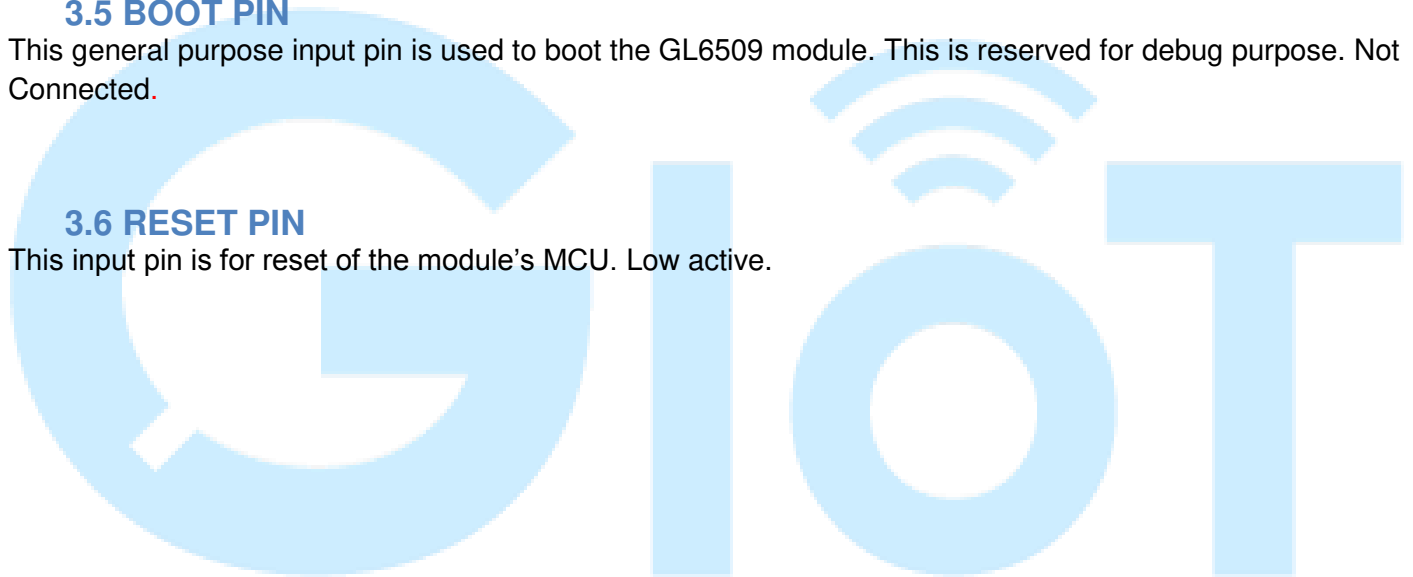 3.5 BOOT PIN
This general purpose input pin is used to boot the GL6509 module. This is reserved for debug purpose. Not
Connected.
3.6 RESET PIN
This input pin is for reset of the module’s MCU. Low active.
GIoT